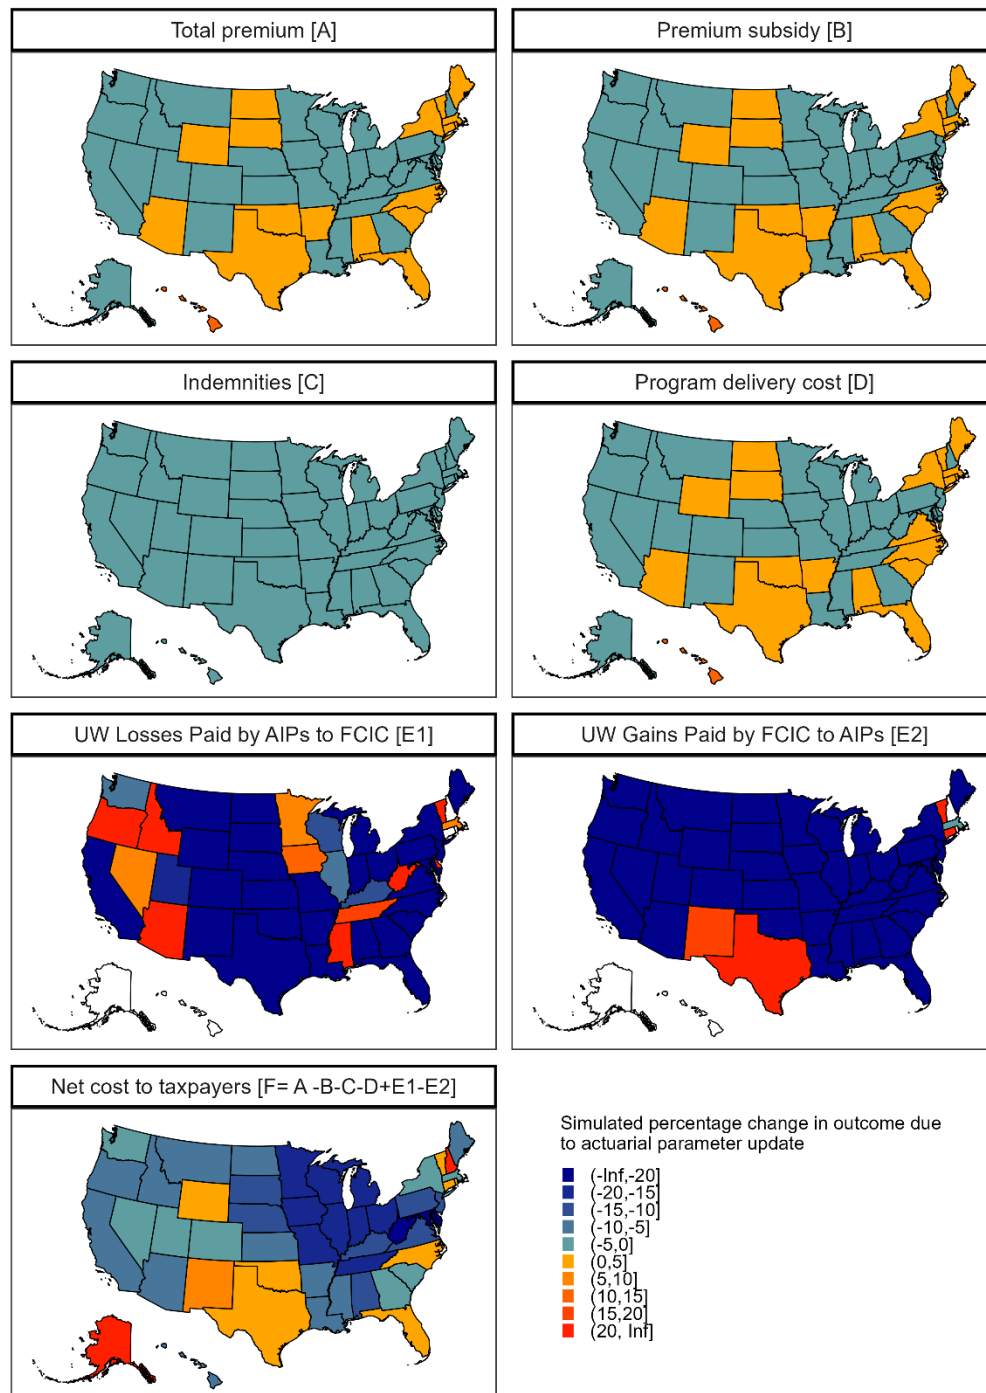 Total premium [A]
Premium subsidy [B]
Indemnities [C]
Program delivery cost [D]
UW Losses Paid by AIPs to FCIC [E1]
UW Gains Paid by FCIC to AIPs [E2]
Net cost to taxpayers [F= A -B-C-D+E1-E2]
Simulated percentage change in outcome due
to actuarial parameter update
(-Inf,-20]
(-20,-15]
(-15,-10]
(-10,-5]
(-5,0]
(0,5]
(5,10]
(10,15]
(15,20]
(20, Inf]